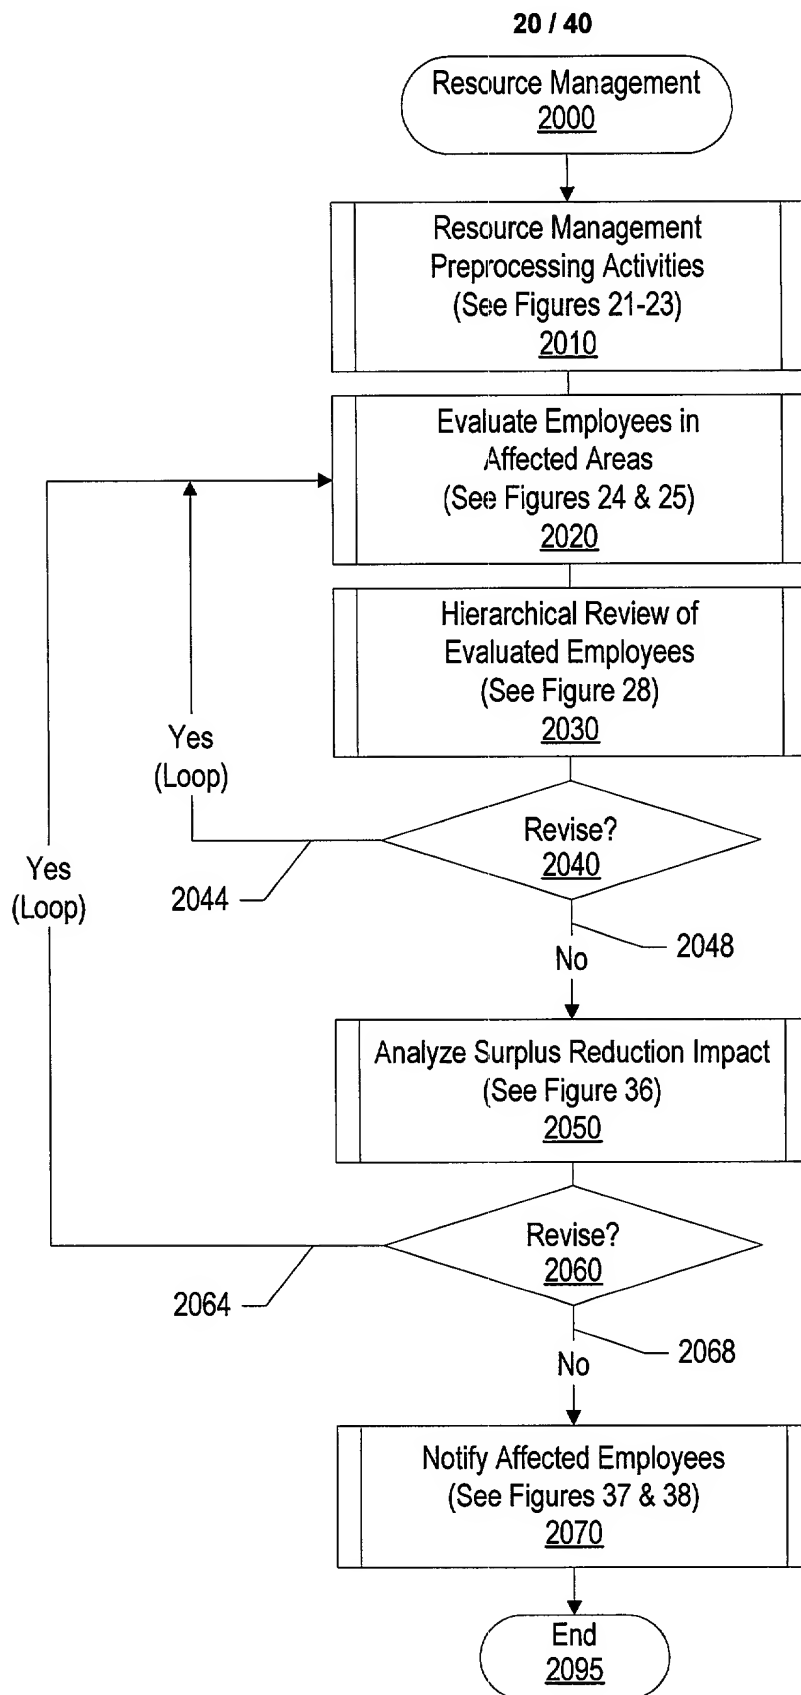 20 / 40
Resource Management
2000
Resource Management
Preprocessing Activities
(See Figures 21-23)
2010
Evaluate Employees in
Affected Areas
(See Figures 24 & 25)
2020
Hierarchical Review of
Evaluated Employees
(See Figure 28)
2030
Yes
(Loop)
Revise?
2040
2044
Yes
(Loop)
2048
No
Analyze Surplus Reduction Impact
(See Figure 36)
2050
Revise?
2060
2064
2068
No
Notify Affected Employees
(See Figures 37 & 38)
2070
End
2095